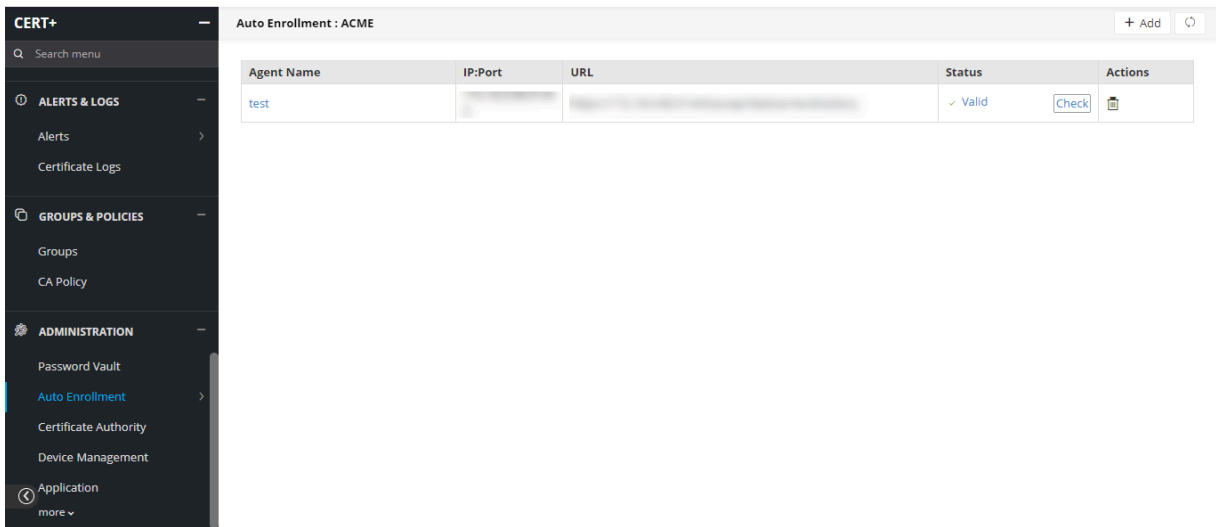 CERT+
Search menu
ALERTS & LOGS
Alerts
Certificate Logs
GROUPS & POLICIES
Groups
CA Policy
ADMINISTRATION
Password Vault
Auto Enrollment
Certificate Authority
Device Management
Application
more
Auto Enrollment : ACME
+ Add
Agent Name IP:Port URL Status Actions
test Valid Check